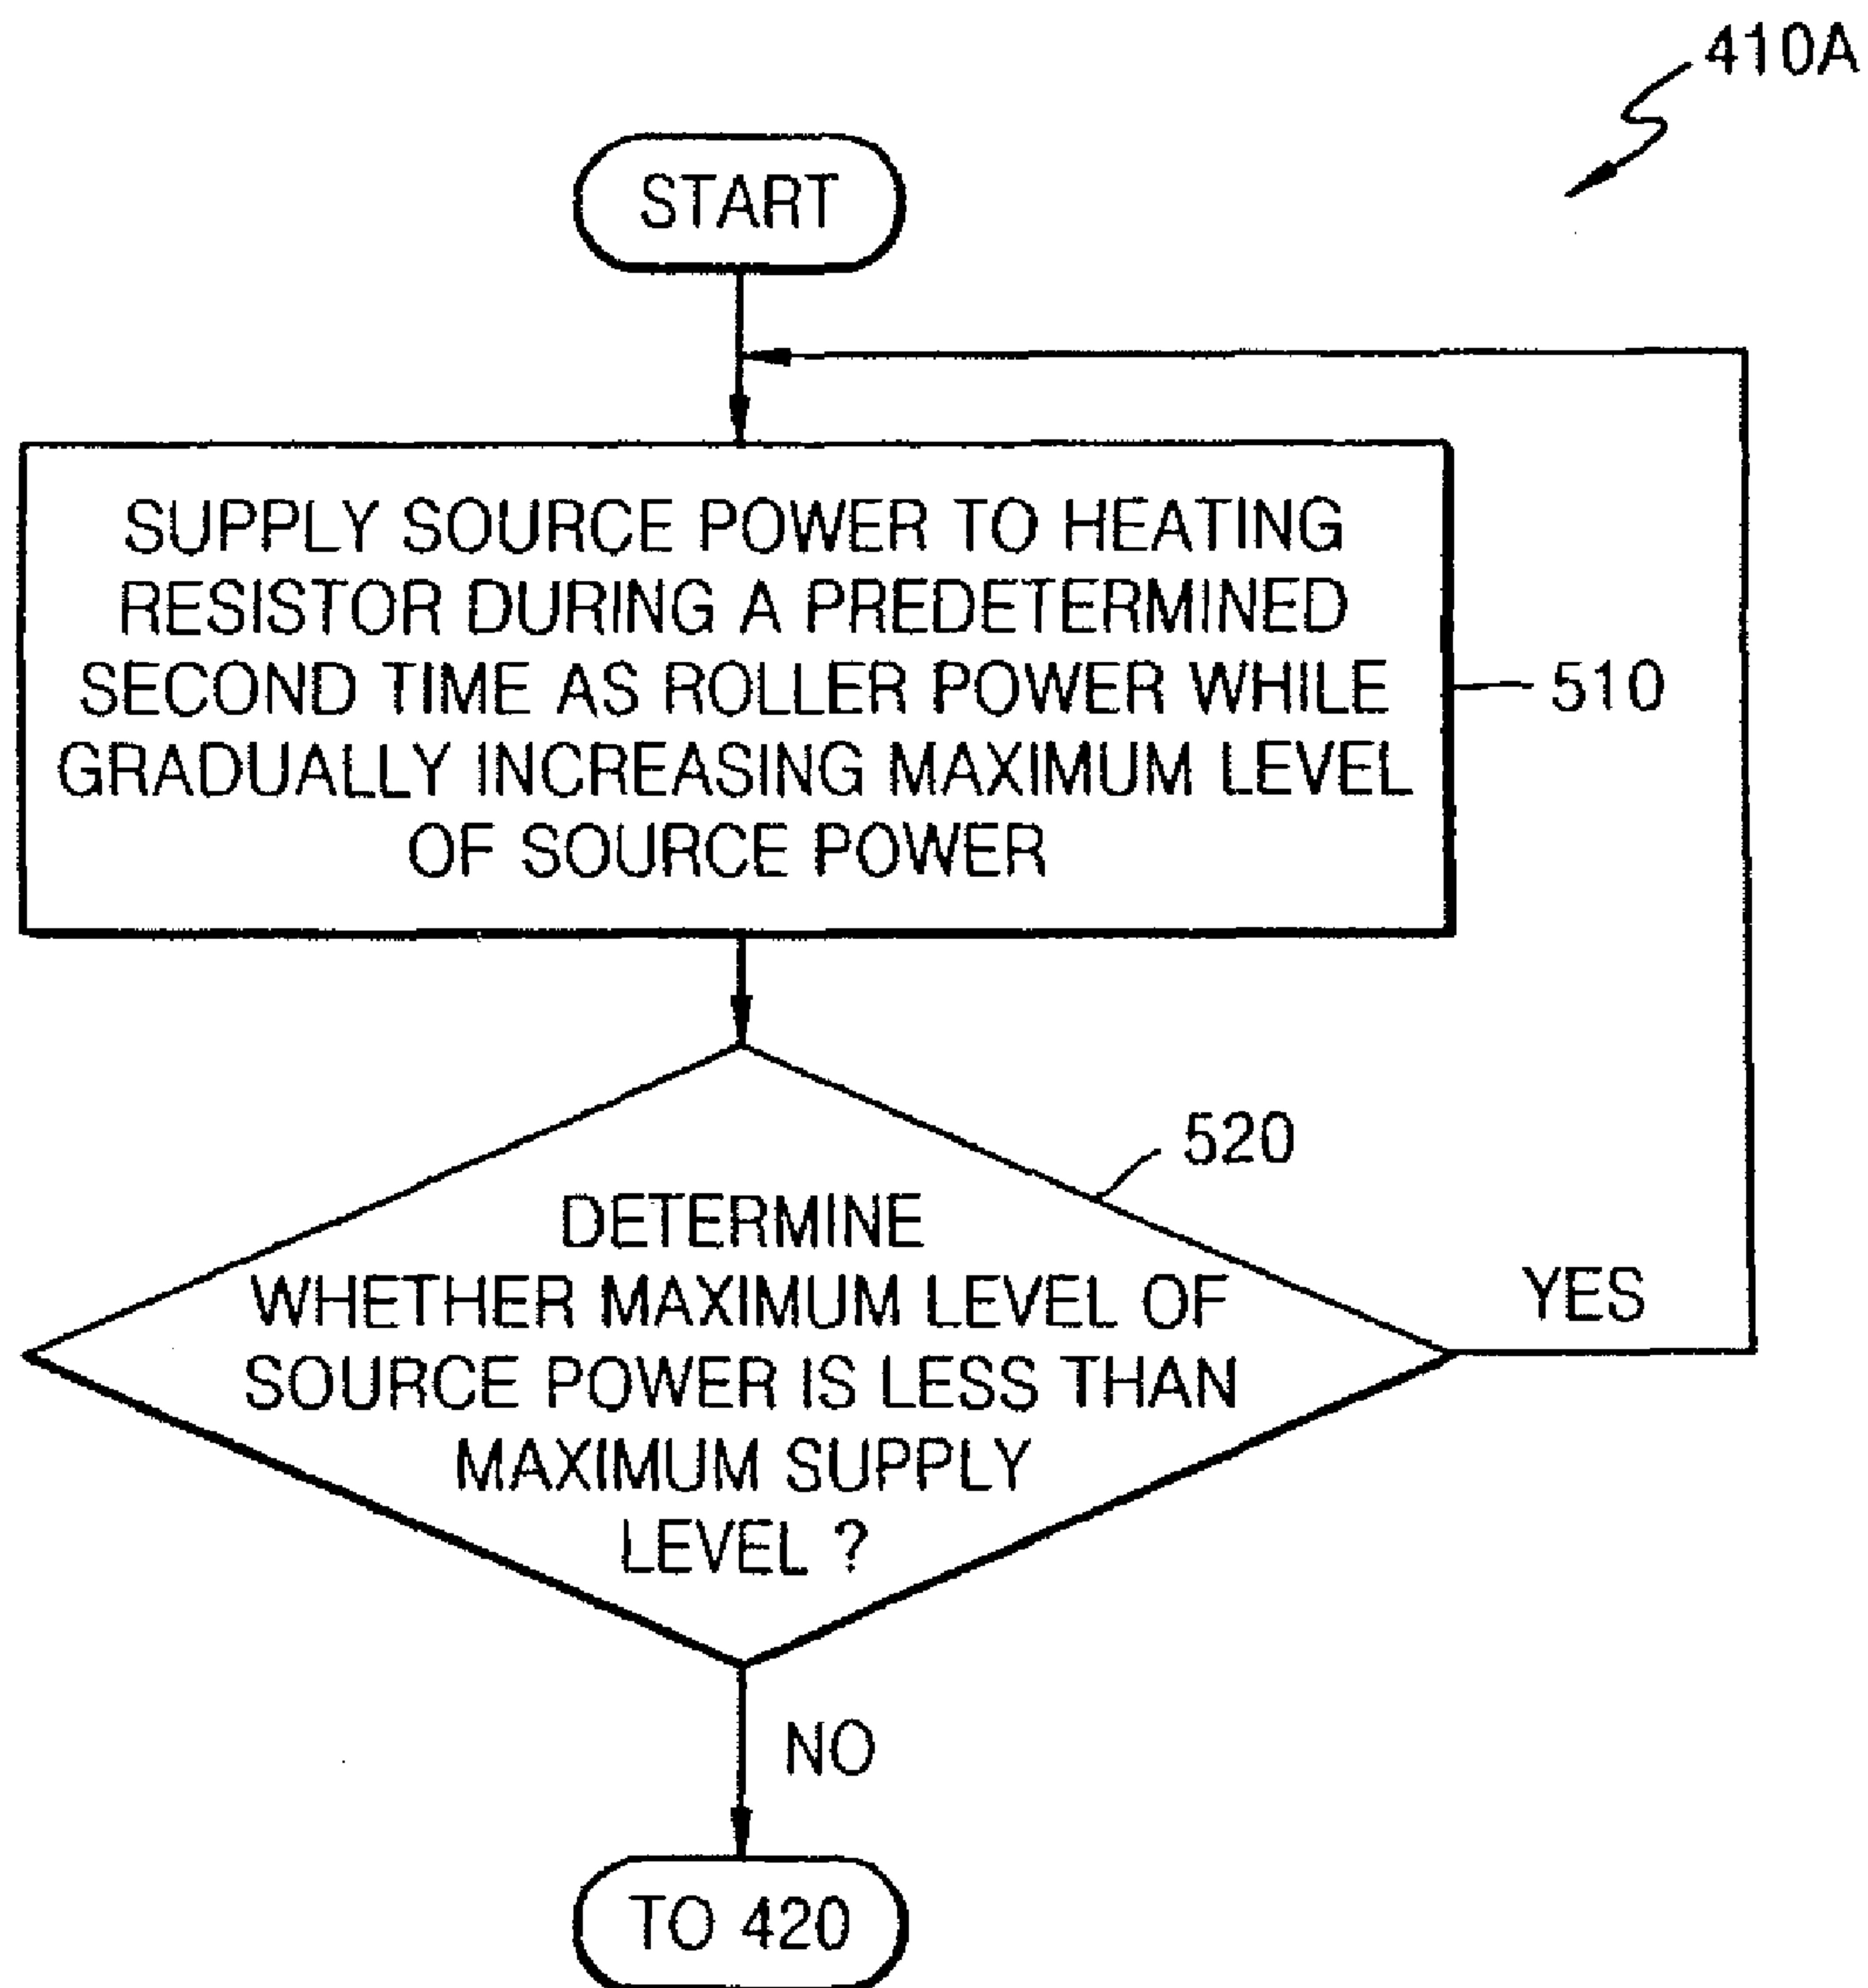 410A
START
SUPPLY SOURCE POWER TO HEATING
RESISTOR DURING A PREDETERMINED
SECOND TIME AS ROLLER POWER WHILE
GRADUALLY INCREASING MAXIMUM LEVEL
OF SOURCE POWER
510
520
DETERMINE
WHETHER MAXIMUM LEVEL OF
SOURCE POWER IS LESS THAN
MAXIMUM SUPPLY
LEVEL ?
YES
NO
TO 420